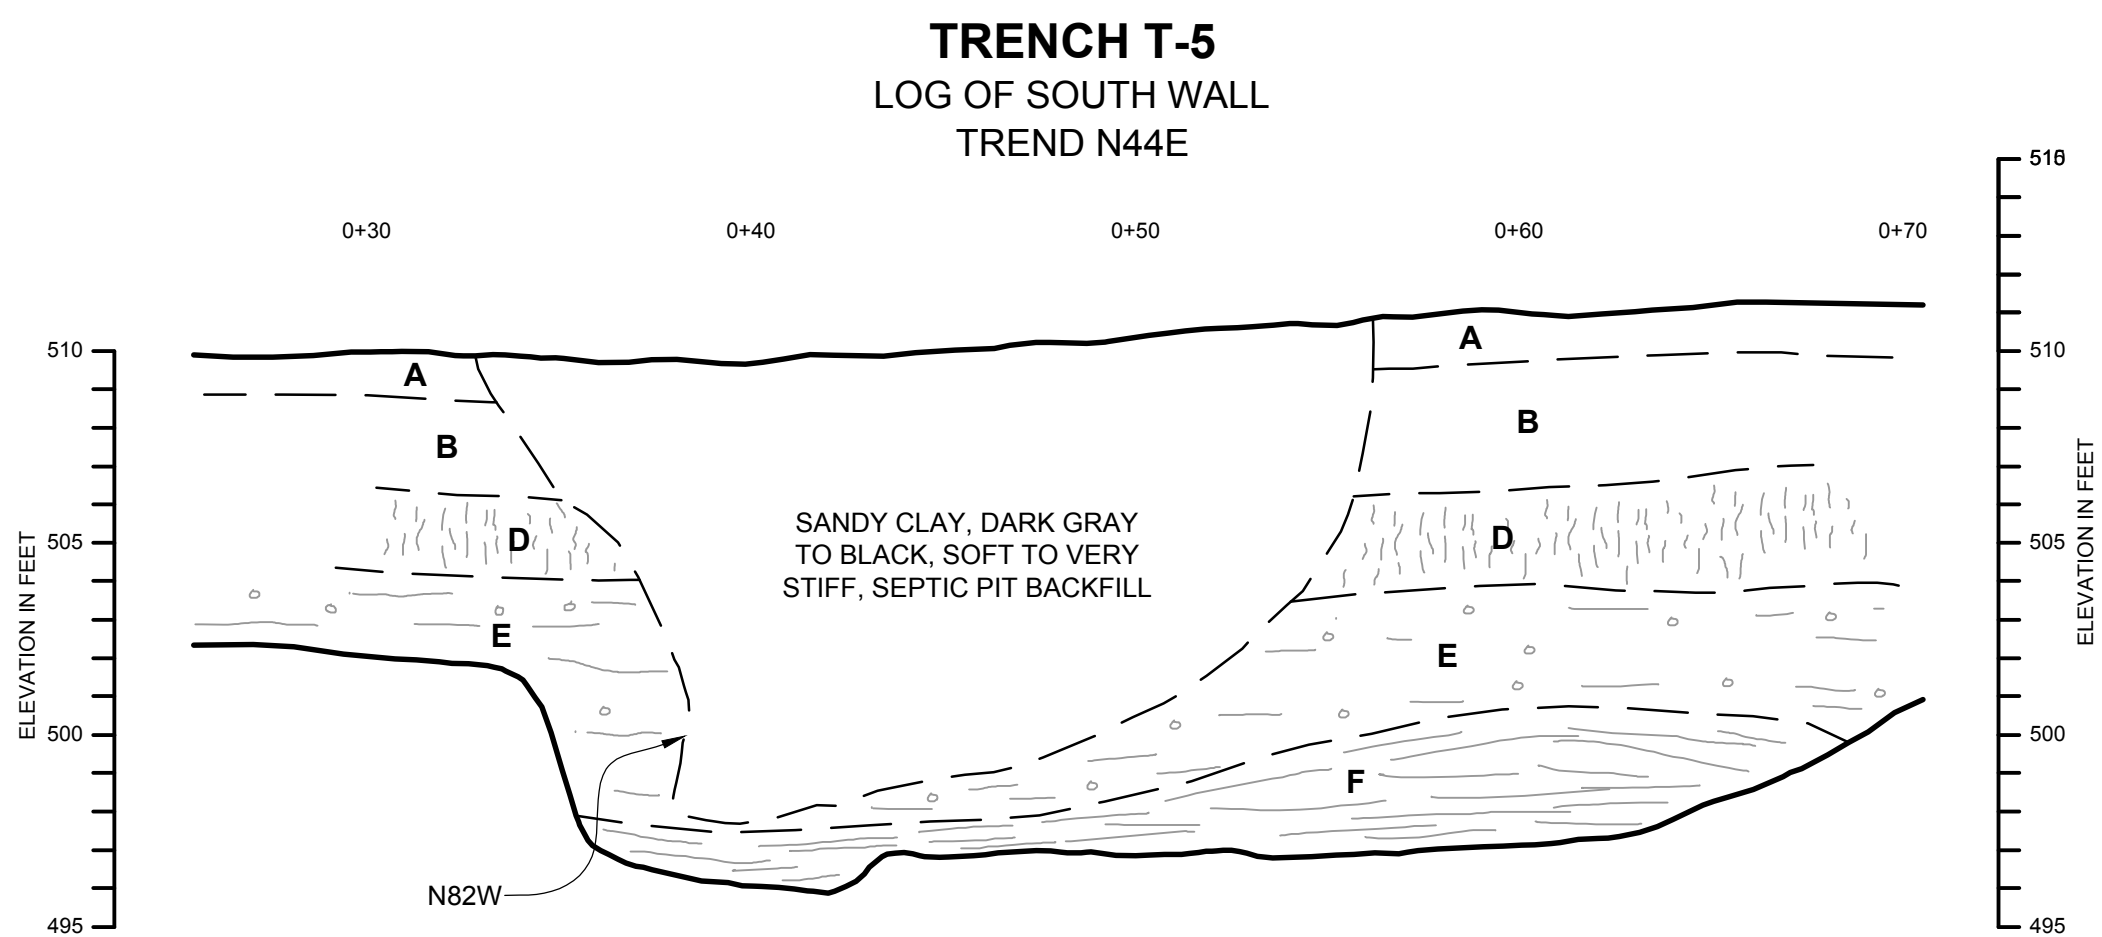 TRENCH T-5
LOG OF SOUTH WALL
TREND N44E
0+30
0+40
0+50
0+60
0+70
510
505
500
495
ELEVATION IN FEET
A
B
D
E
A
B
D
E
F
SANDY CLAY, DARK GRAY
TO BLACK, SOFT TO VERY
STIFF, SEPTIC PIT BACKFILL
N82W
510
505
500
495
ELEVATION IN FEET